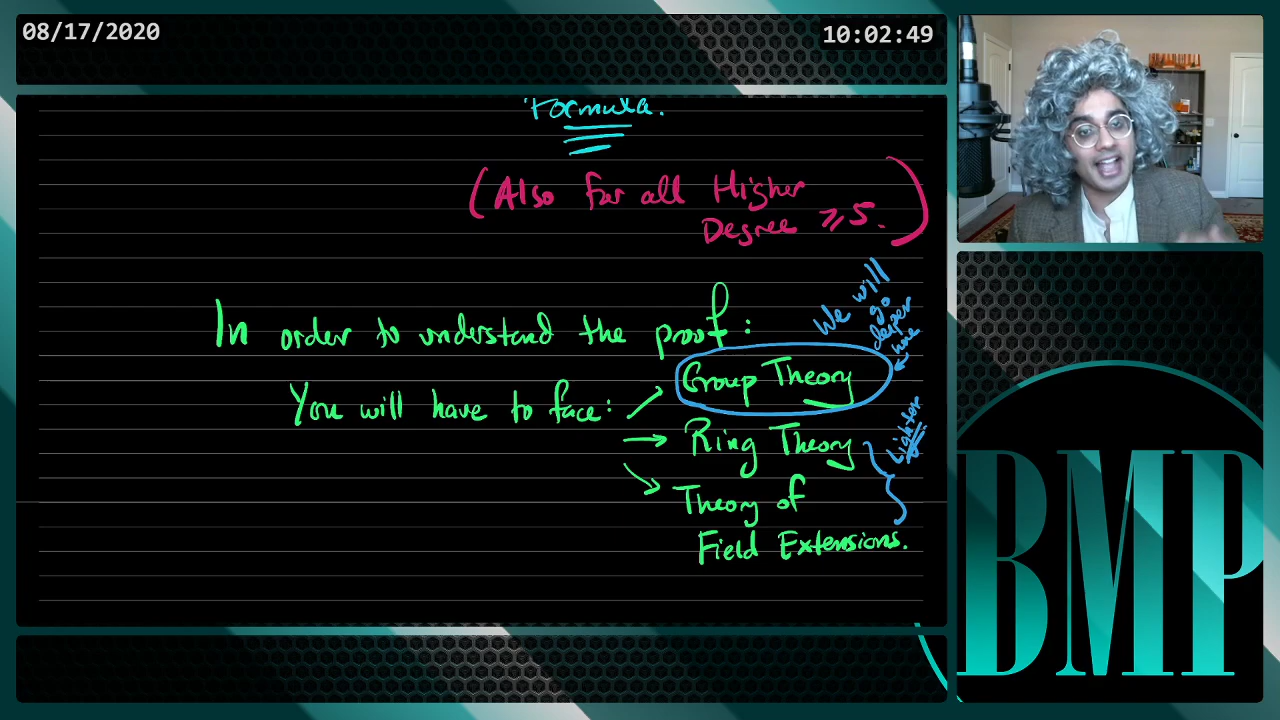 08/17/2020
10:02:49
Formula.
(Also for all Higher
Degree ≥5.)
In order to understand the proof:
We will
go
deeper
here
You will have to face:
Group Theory
Ring Theory
Lighter
Theory of
Field Extensions.
BMP